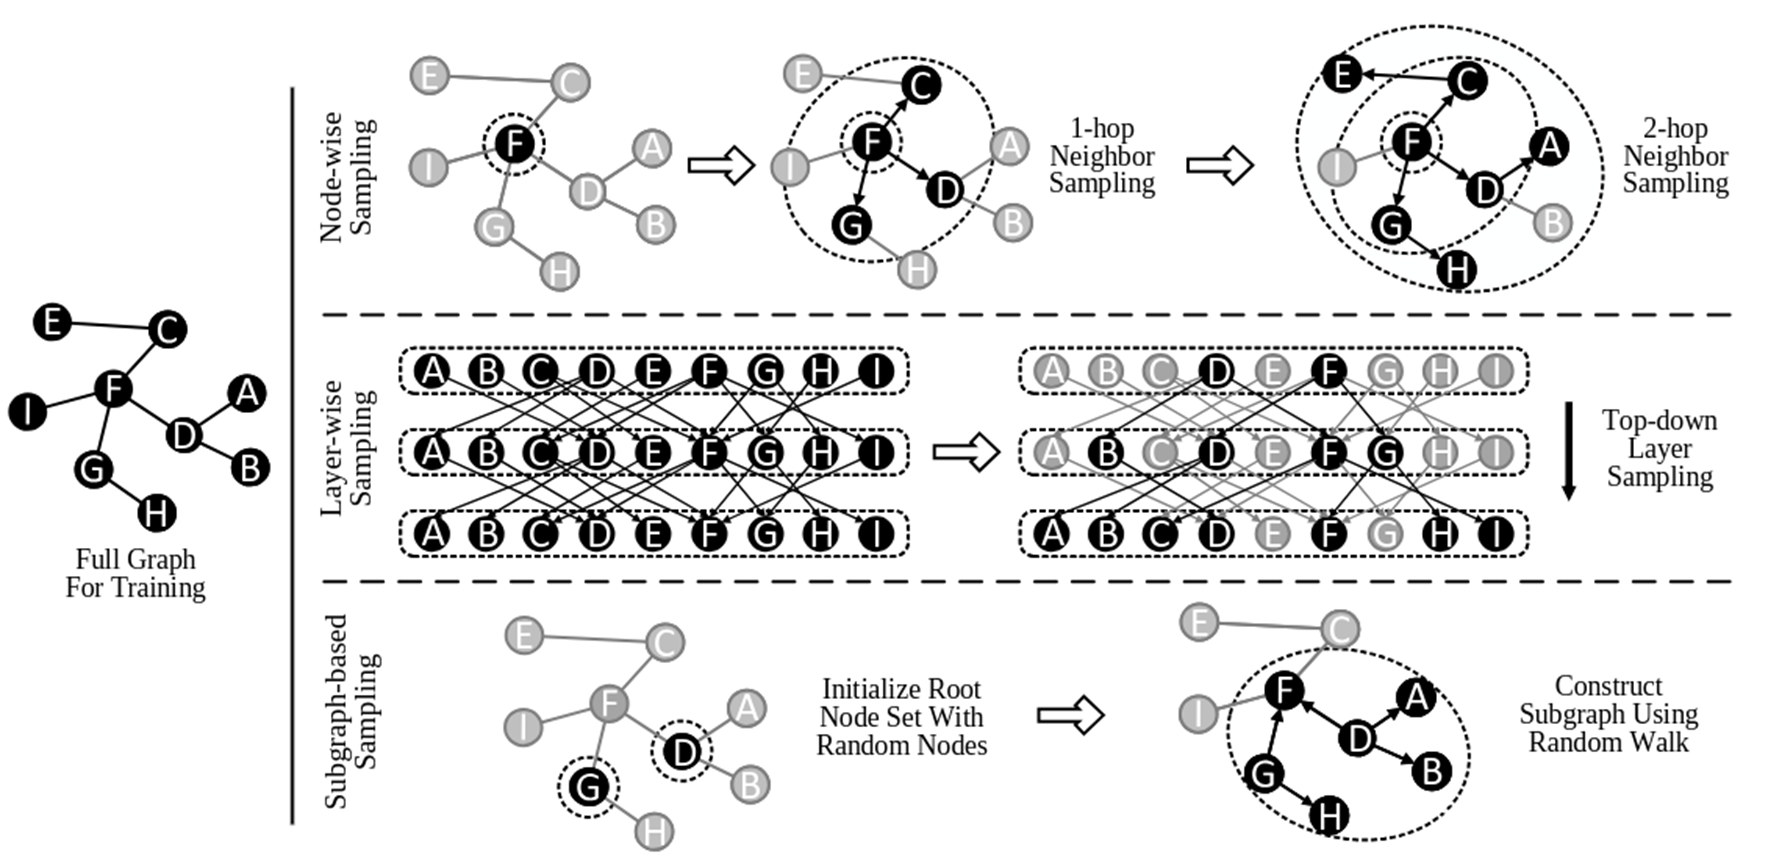 E C
F
I
A
D
G
B
H
Full Graph
For Training
Node-wise
Sampling
E C
F
A
I
D
G
B
H
E
C
F
A
I
D
G
B
H
1-hop
Neighbor
Sampling
E
C
F
A
I
D
G
B
H
2-hop
Neighbor
Sampling
Layer-wise
Sampling
A B C D E F G H I
A B C D E F G H I
A B C D E F G H I
A B C D E F G H I
A B C D E F G H I
A B C D E F G H I
Top-down
Layer
Sampling
Subgraph-based
Sampling
E C
F
A
I
D
G
B
H
Initialize Root
Node Set With
Random Nodes
E C
F
A
I
D
G
B
H
Construct
Subgraph Using
Random Walk